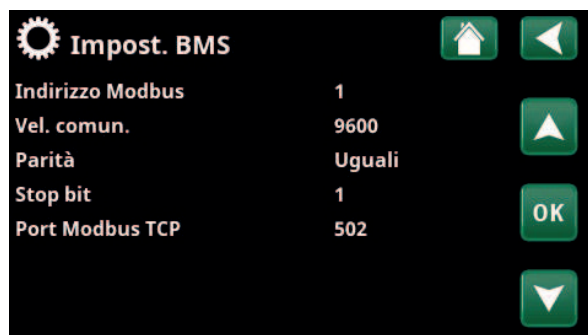 Impost. BMS
Indirizzo Modbus 1
Vel. comun. 9600
Parità Uguali
Stop bit 1
OK
Port Modbus TCP 502